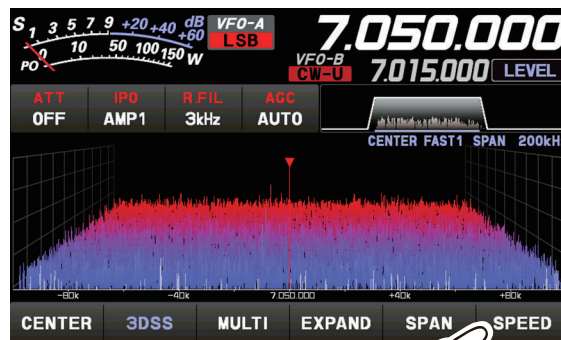 S 1 3 5 7 9 +20 +40 +60 dB
PO 0 10 50 100 150 W
VFO-A
LSB
7.050.000
VFO-B
CW-U
7.015.000
LEVEL
ATT IPO R.FIL AGC
OFF AMP1 3kHz AUTO
CENTER FAST1 SPAN 200kH
-80k -40k 7.050.000 +40k +80k
CENTER 3DSS MULTI EXPAND SPAN SPEED